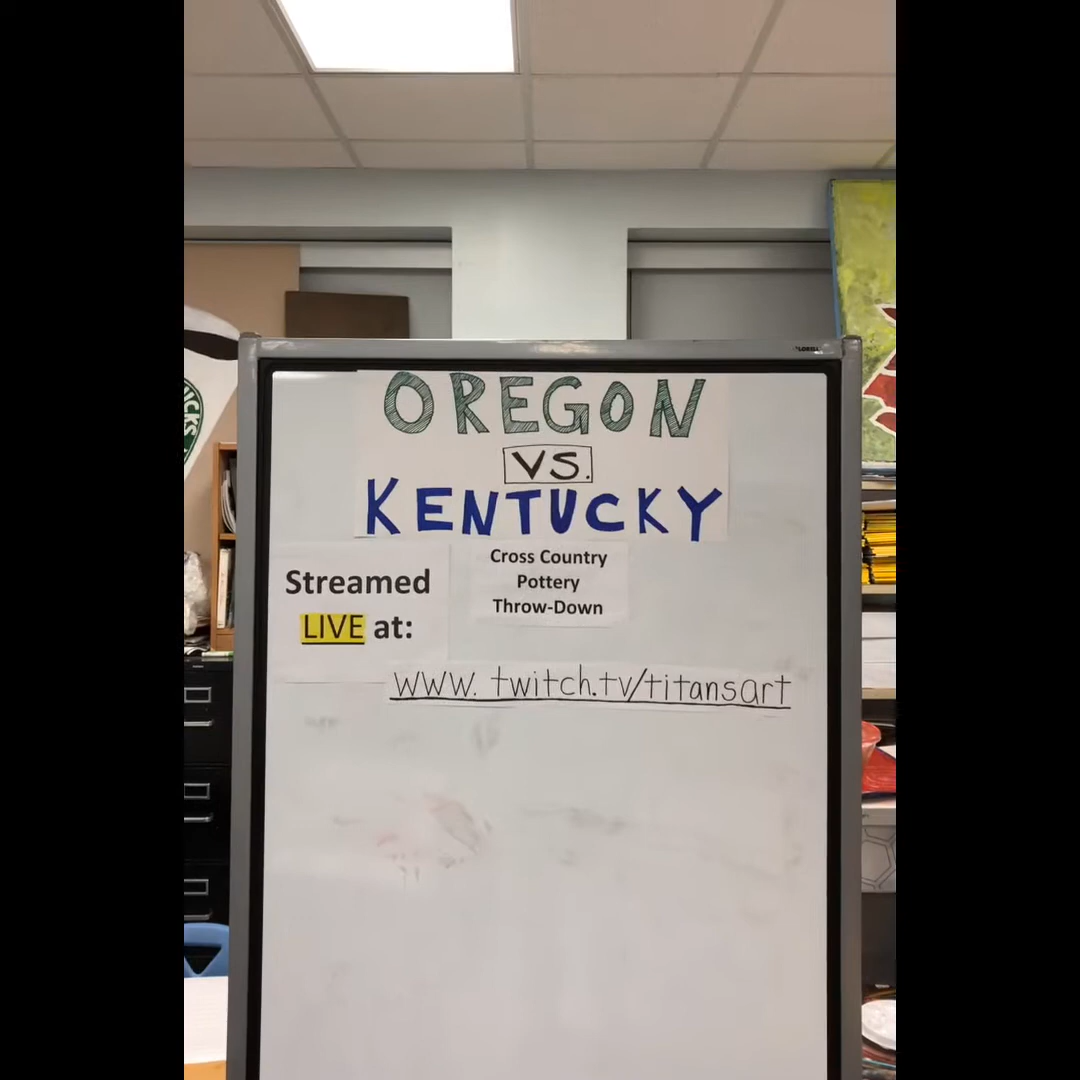 OREGON
VS.
KENTUCKY
Cross Country
Pottery
Throw-Down
Streamed
LIVE at:
www.twitch.tv/titansart